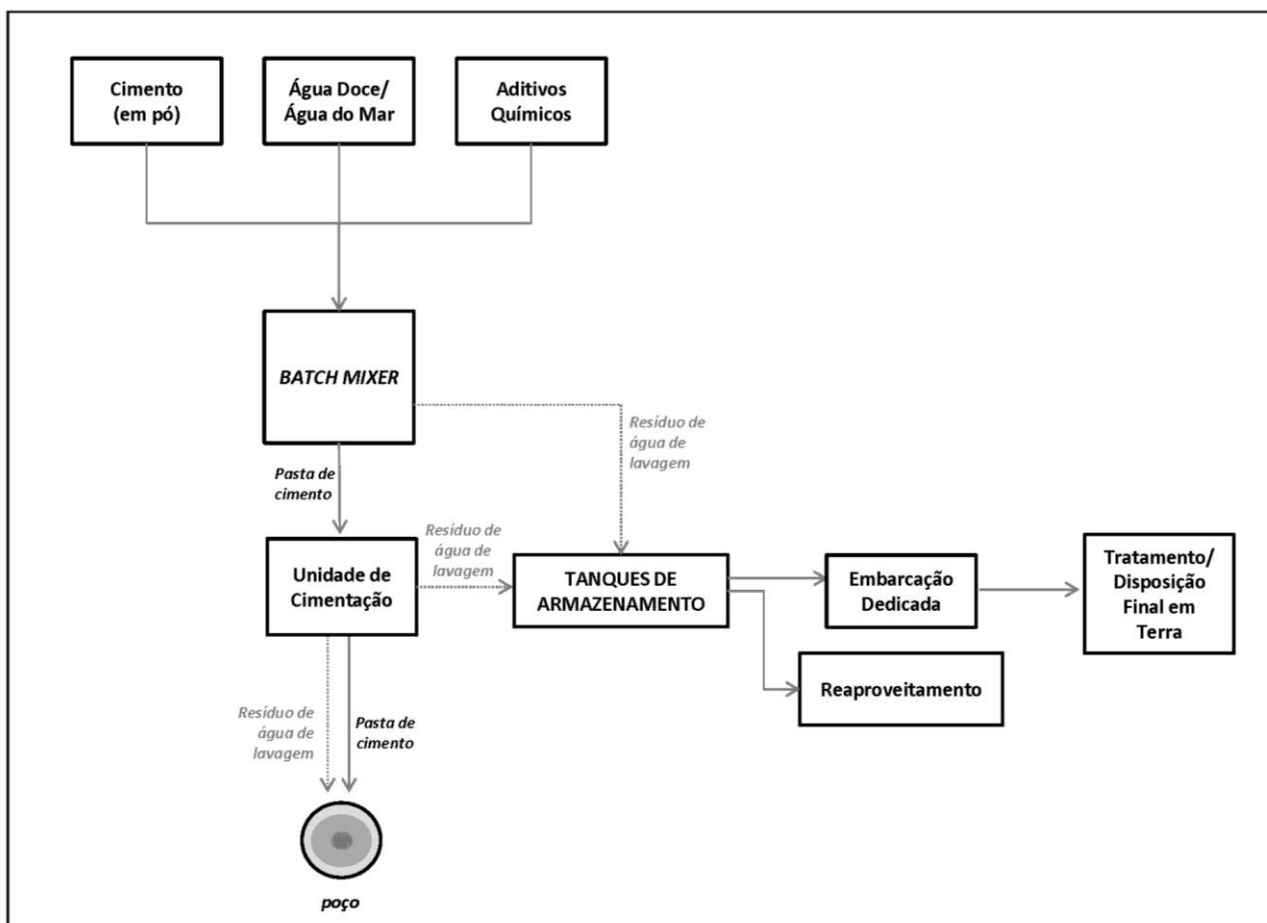 Cimento
(em pó)
Água Doce/
Água do Mar
Aditivos
Químicos
BATCH MIXER
Resíduo de
água de
lavagem
Pasta de
cimento
Resíduo de
água de
lavagem
Unidade de
Cimentação
TANQUES DE
ARMAZENAMENTO
Embarcação
Dedicada
Tratamento/
Disposição
Final em
Terra
Reaproveitamento
Resíduo de
água de
lavagem
Pasta de
cimento
poço